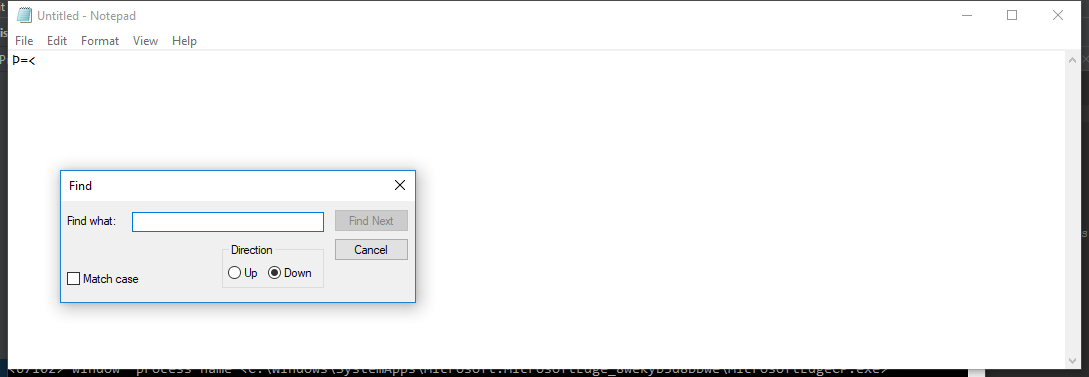 Untitled - Notepad
File Edit Format View Help
Þ=<
Find
Find what:
Find Next
Direction
Cancel
Up Down
Match case
window process name <C:\Windows\SystemApps\Microsoft.MicrosoftEdge_8wekyb3d8bbwe\MicrosoftEdgeCP.exe>